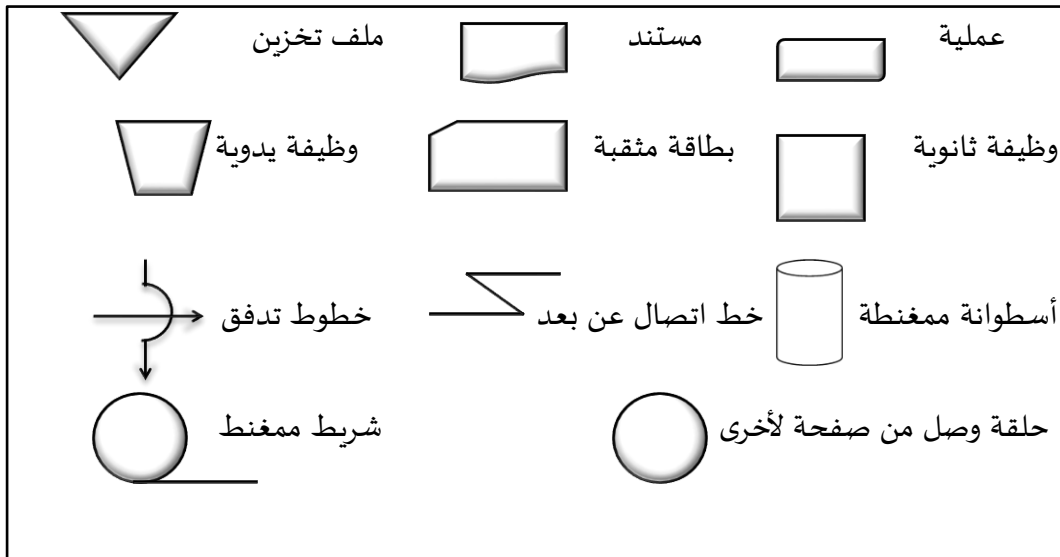 عملية
مستند
ملف تخزين
وظيفة ثانوية
بطاقة مثقبة
وظيفة يدوية
أسطوانة ممغنطة
خط اتصال عن بعد
خطوط تدفق
حلقة وصل من صفحة لأخرى
شريط ممغنط